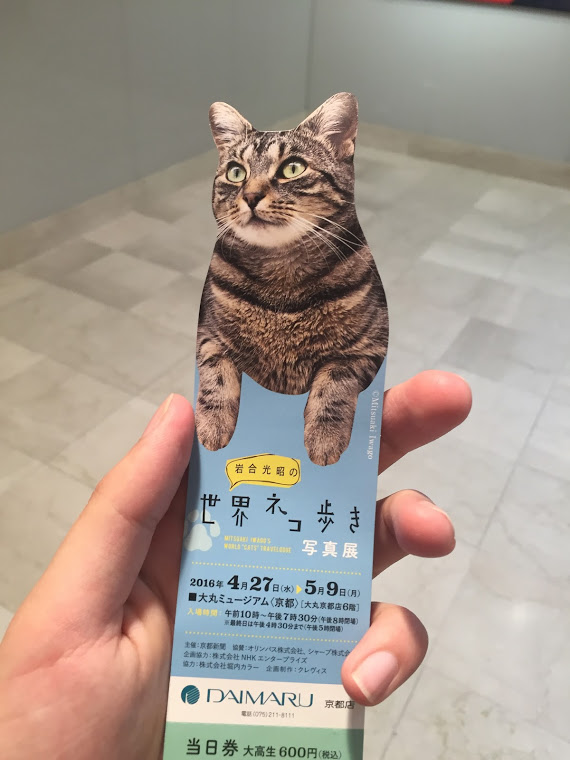 ©Mitsuaki Iwago
岩合光昭の
世界ネコ歩き
MITSUAKI IWAGO'S
WORLD "CATS" TRAVELOGUE
写真展
2016年4月27日(水)▶5月9日(月)
■大丸ミュージアム〈京都〉[大丸京都店6階]
入場時間：午前10時〜午後7時30分(午後8時閉場)
※最終日は午後4時30分まで(午後5時閉場)
主催：京都新聞 協賛：オリンパス株式会社、シャープ株式会
企画協力：株式会社NHKエンタープライズ
協力：株式会社堀内カラー 企画制作：クレヴィス
DAIMARU 京都店
電話(075)211-8111
当日券 大高生600円(税込)